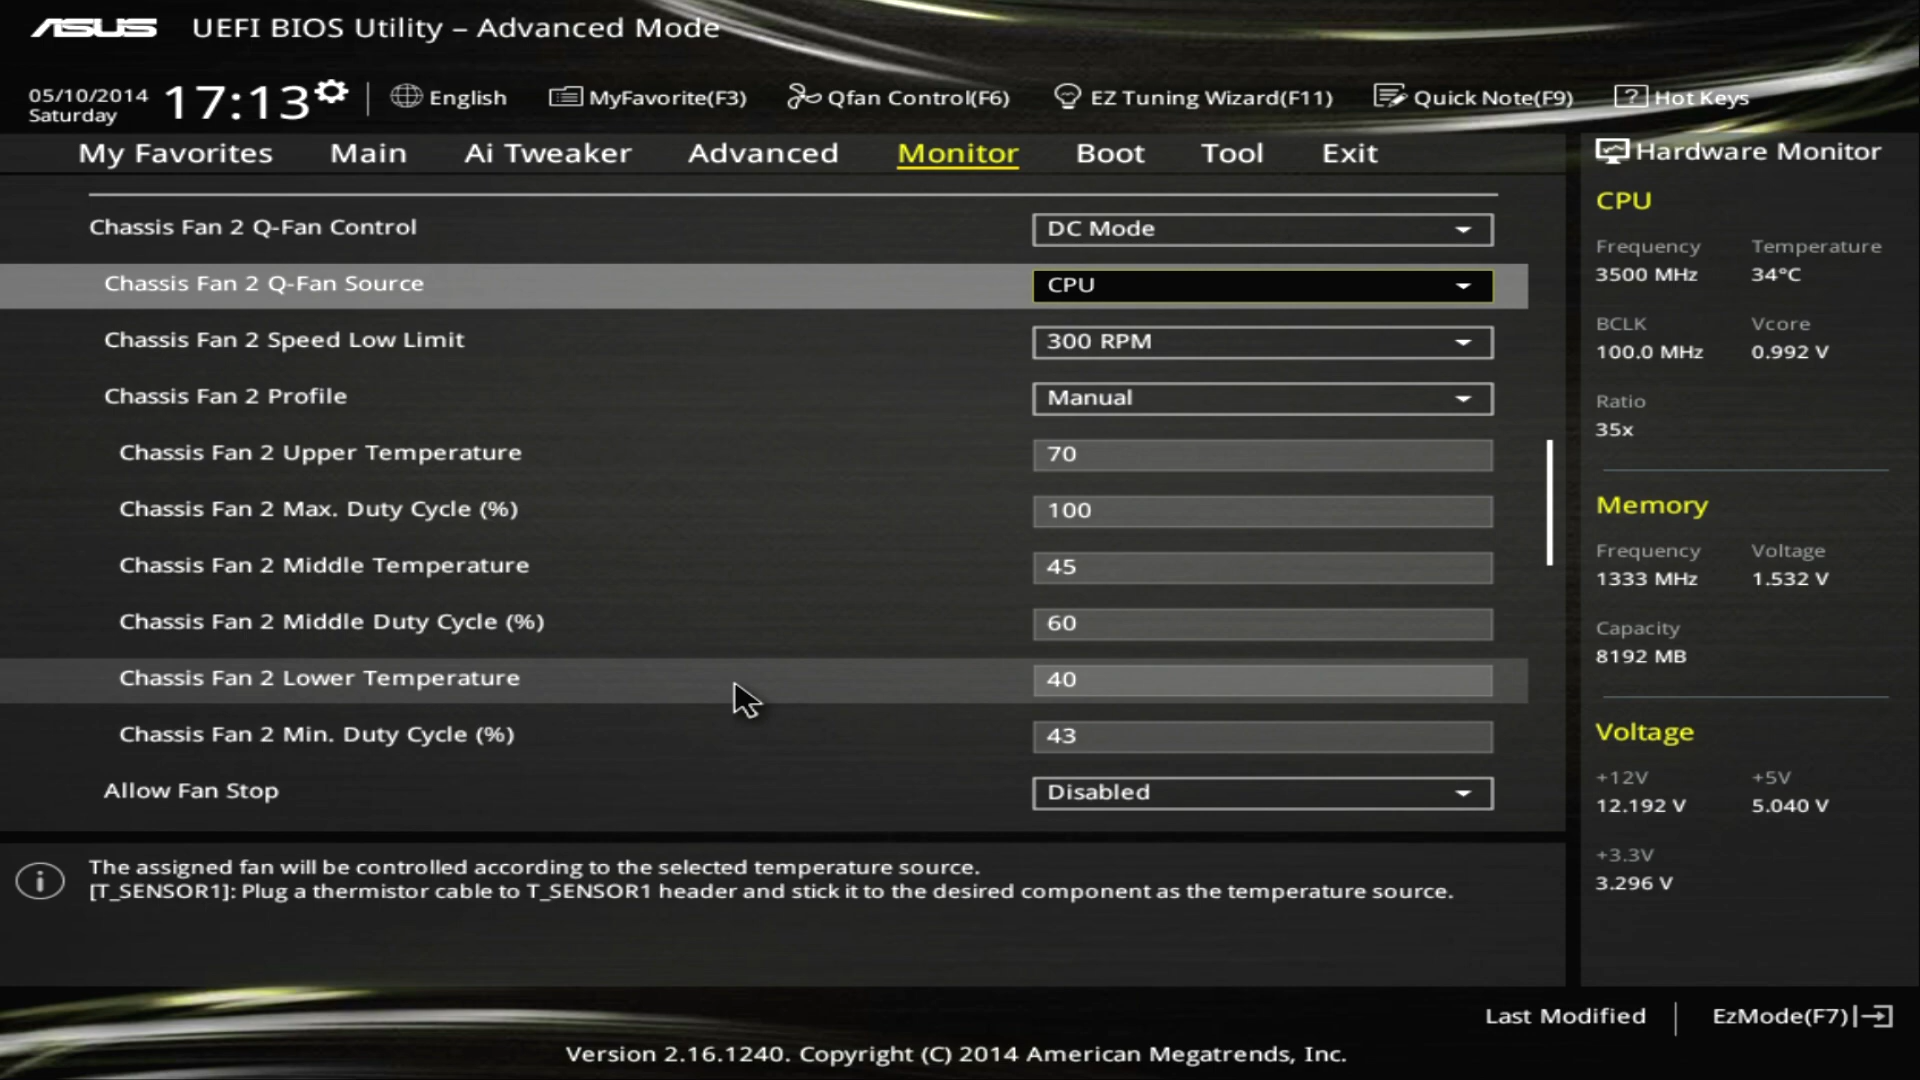 ASUS UEFI BIOS Utility – Advanced Mode
05/10/2014
Saturday
17:13
English MyFavorite(F3) Qfan Control(F6) EZ Tuning Wizard(F11) Quick Note(F9) ? Hot Keys
My Favorites Main Ai Tweaker Advanced Monitor Boot Tool Exit
Chassis Fan 2 Q-Fan Control DC Mode
Chassis Fan 2 Q-Fan Source CPU
Chassis Fan 2 Speed Low Limit 300 RPM
Chassis Fan 2 Profile Manual
Chassis Fan 2 Upper Temperature 70
Chassis Fan 2 Max. Duty Cycle (%) 100
Chassis Fan 2 Middle Temperature 45
Chassis Fan 2 Middle Duty Cycle (%) 60
Chassis Fan 2 Lower Temperature 40
Chassis Fan 2 Min. Duty Cycle (%) 43
Allow Fan Stop Disabled
The assigned fan will be controlled according to the selected temperature source.
[T_SENSOR1]: Plug a thermistor cable to T_SENSOR1 header and stick it to the desired component as the temperature source.
Hardware Monitor
CPU
Frequency Temperature
3500 MHz 34°C
BCLK Vcore
100.0 MHz 0.992 V
Ratio
35x
Memory
Frequency Voltage
1333 MHz 1.532 V
Capacity
8192 MB
Voltage
+12V +5V
12.192 V 5.040 V
+3.3V
3.296 V
Last Modified EzMode(F7)
Version 2.16.1240. Copyright (C) 2014 American Megatrends, Inc.